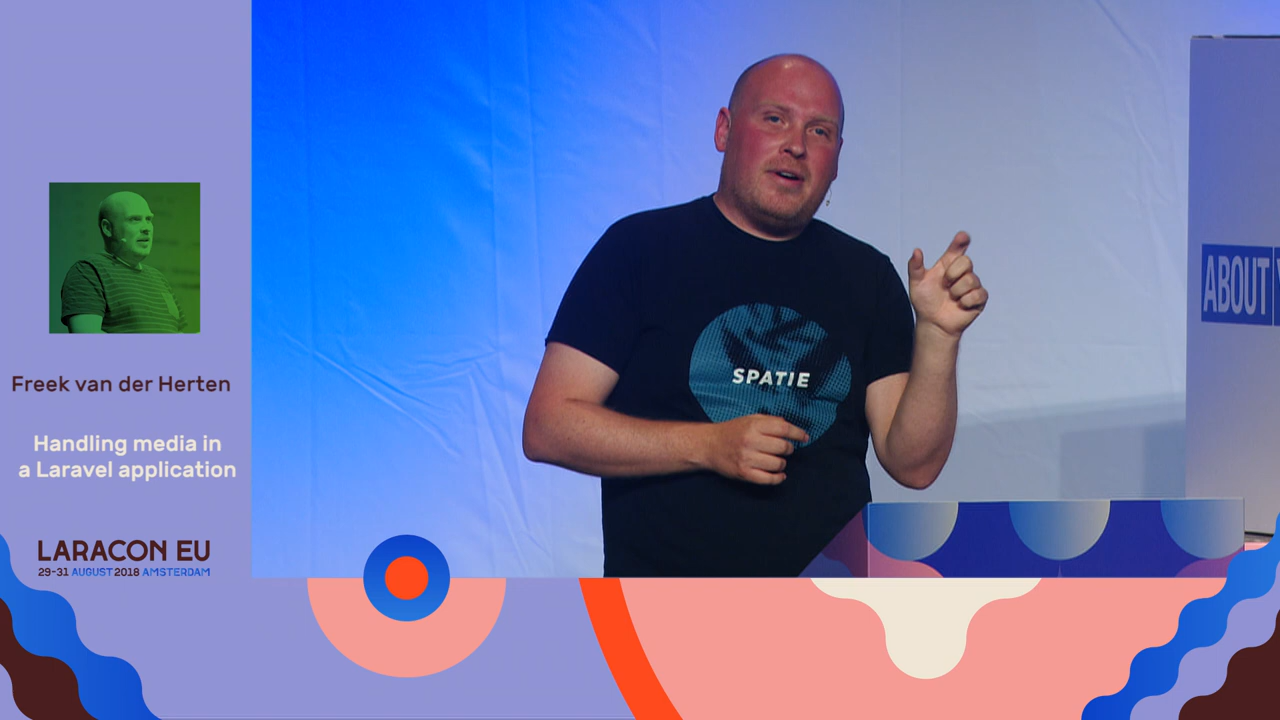 Freek van der Herten
Handling media in
a Laravel application
LARACON EU
29-31 AUGUST 2018 AMSTERDAM
SPATIE
ABOUT